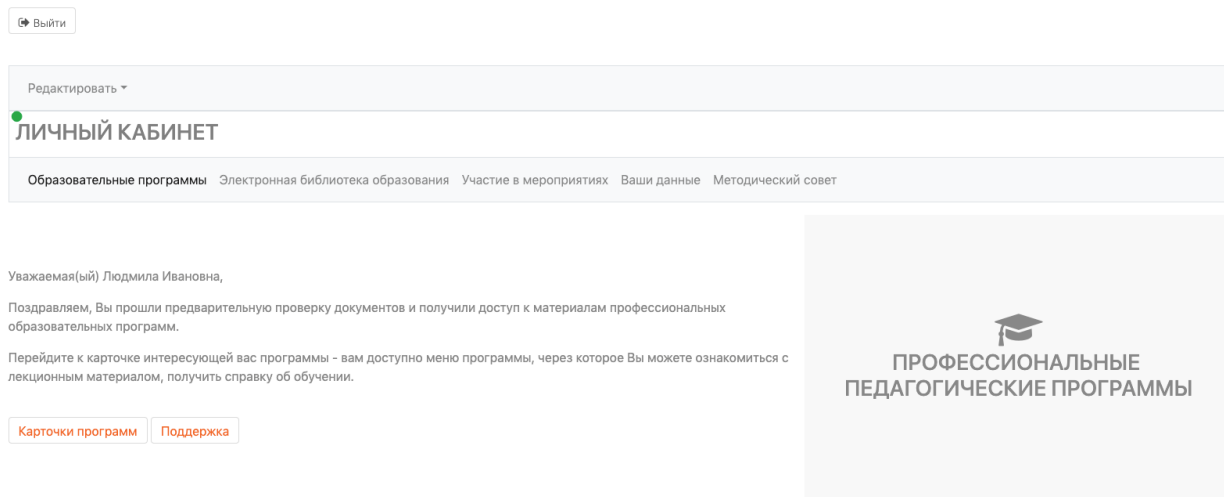 Выйти
Редактировать
ЛИЧНЫЙ КАБИНЕТ
Образовательные программы Электронная библиотека образования Участие в мероприятиях Ваши данные Методический совет
Уважаемая(ый) Людмила Ивановна,
Поздравляем, Вы прошли предварительную проверку документов и получили доступ к материалам профессиональных
образовательных программ.
Перейдите к карточке интересующей вас программы - вам доступно меню программы, через которое Вы можете ознакомиться с
лекционным материалом, получить справку об обучении.
Карточки программ Поддержка
ПРОФЕССИОНАЛЬНЫЕ
ПЕДАГОГИЧЕСКИЕ ПРОГРАММЫ